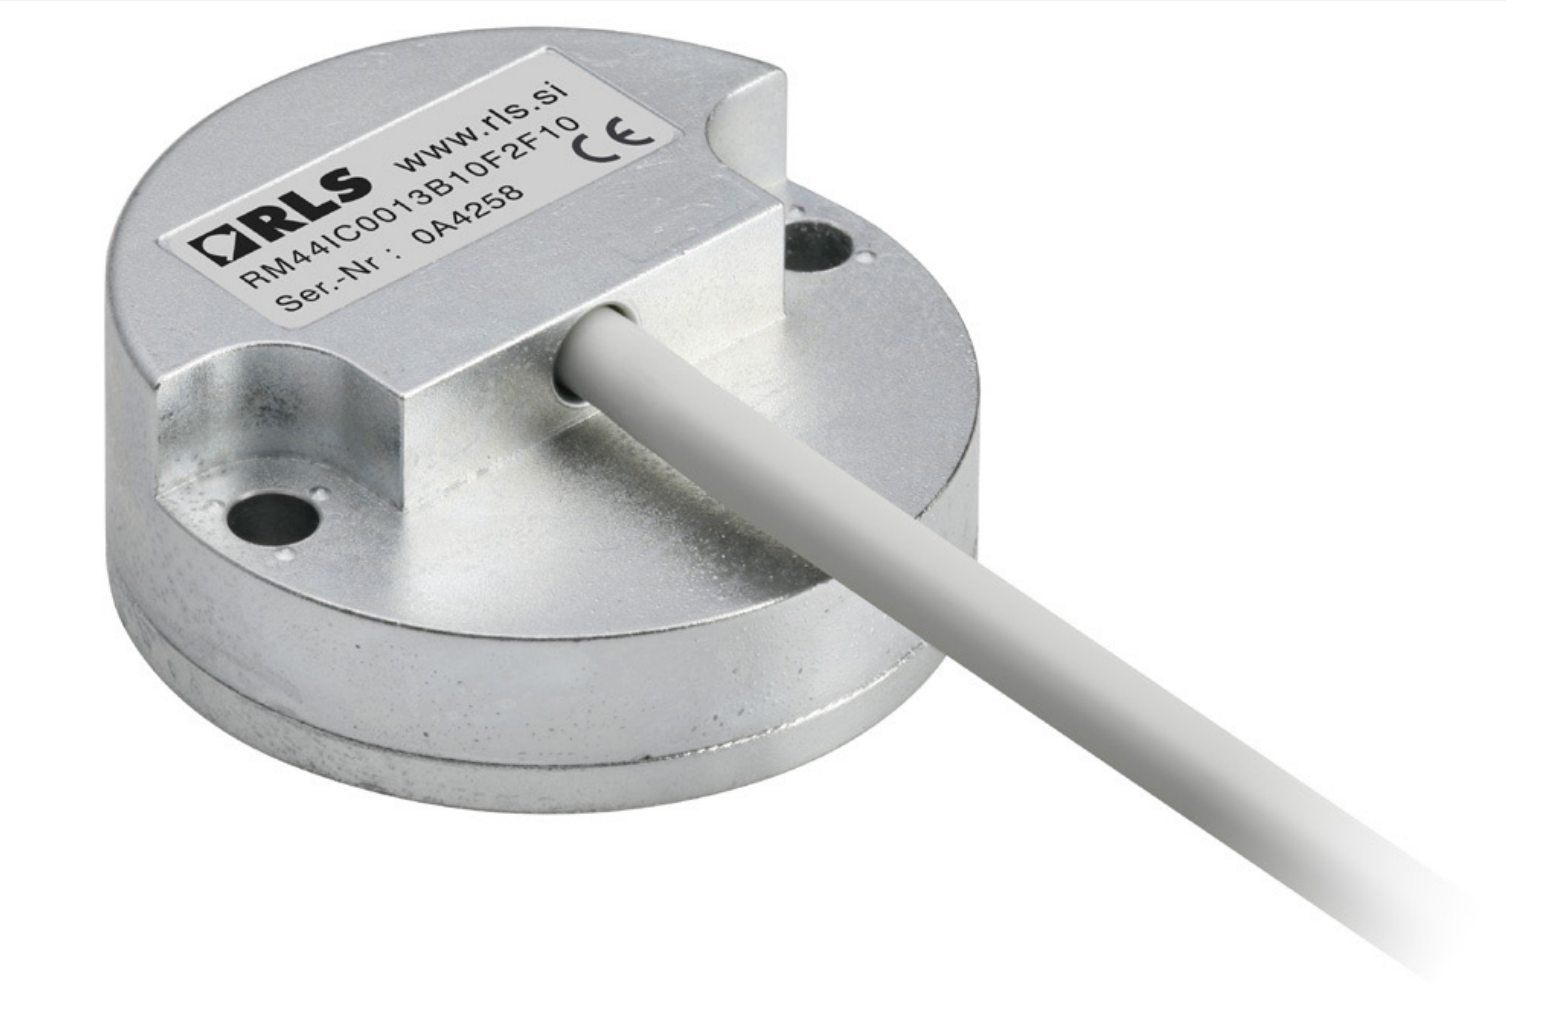 RLS www.rls.si
RM44IC0013B10F2F10
Ser.-Nr : 0A4258 CE